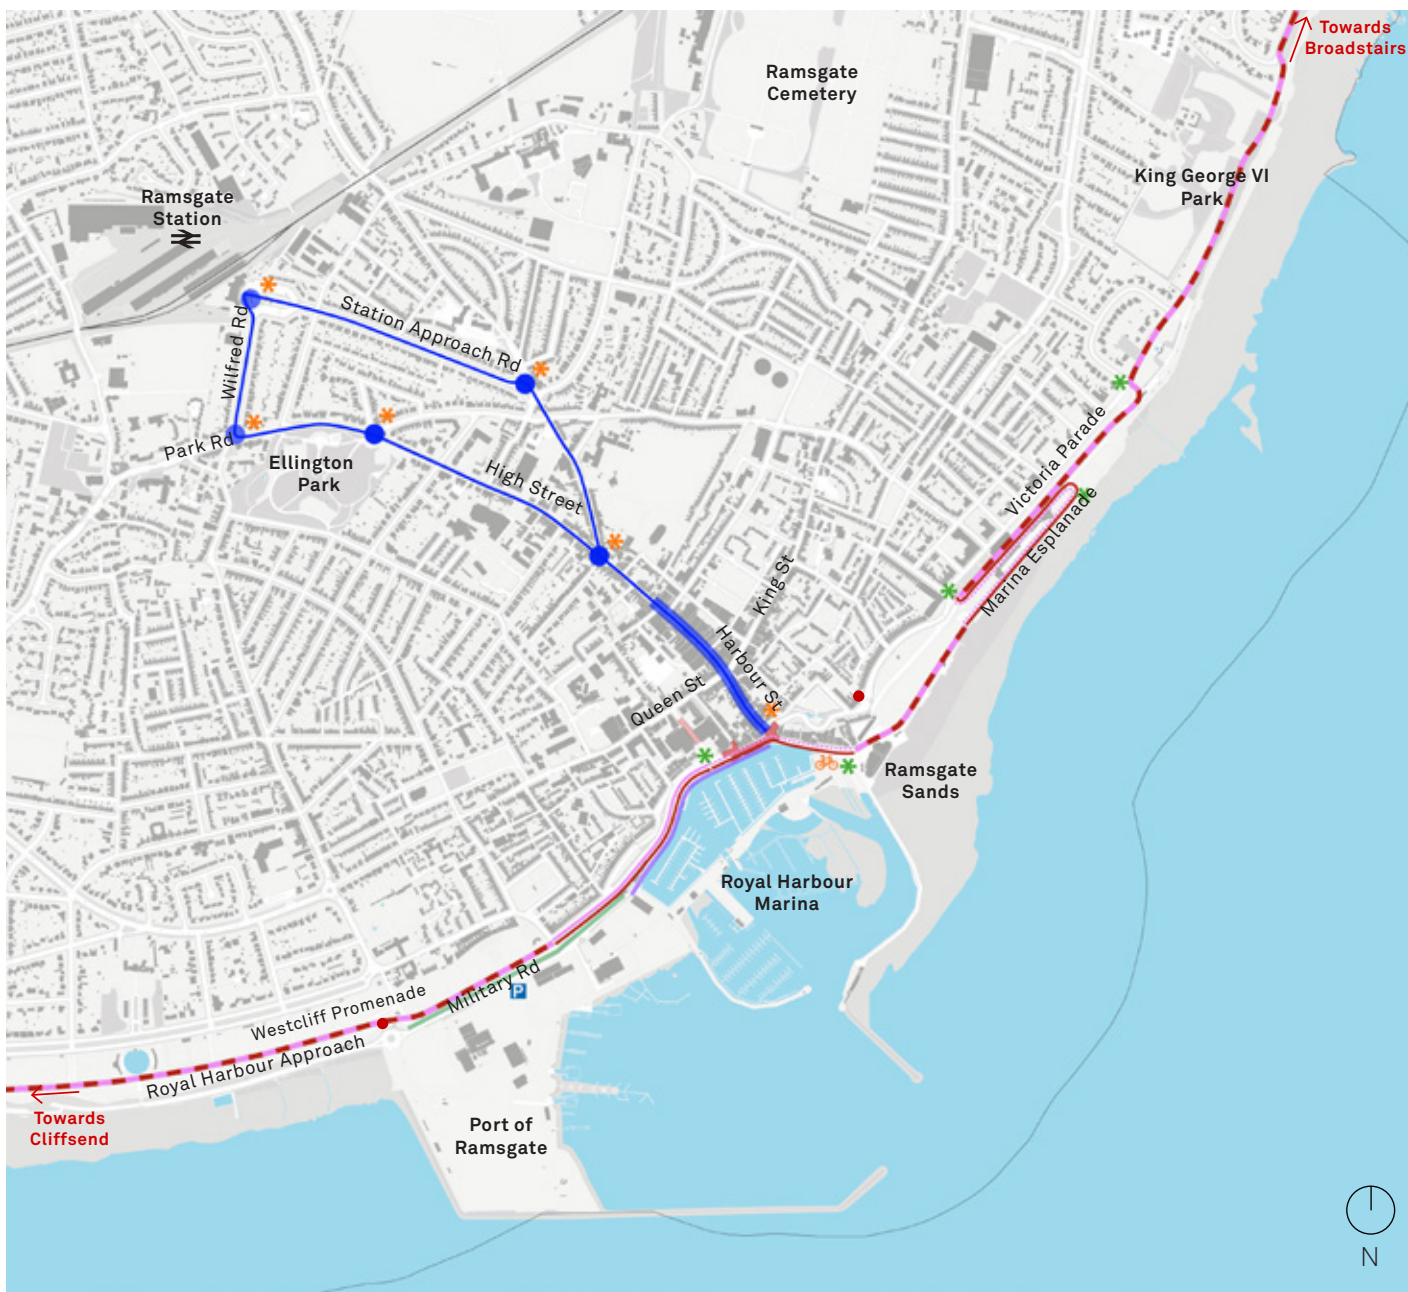 Towards
Broadstairs
Ramsgate
Cemetery
King George VI
Park
Ramsgate
Station
Station Approach Rd
Wilfred Rd
Park Rd
Ellington
Park
High Street
Victoria Parade
Marina Esplanade
King St
Harbour St
Queen St
Ramsgate
Sands
Royal Harbour
Marina
Military Rd
P
Westcliff Promenade
Royal Harbour Approach
Towards
Cliffsend
Port of
Ramsgate
N